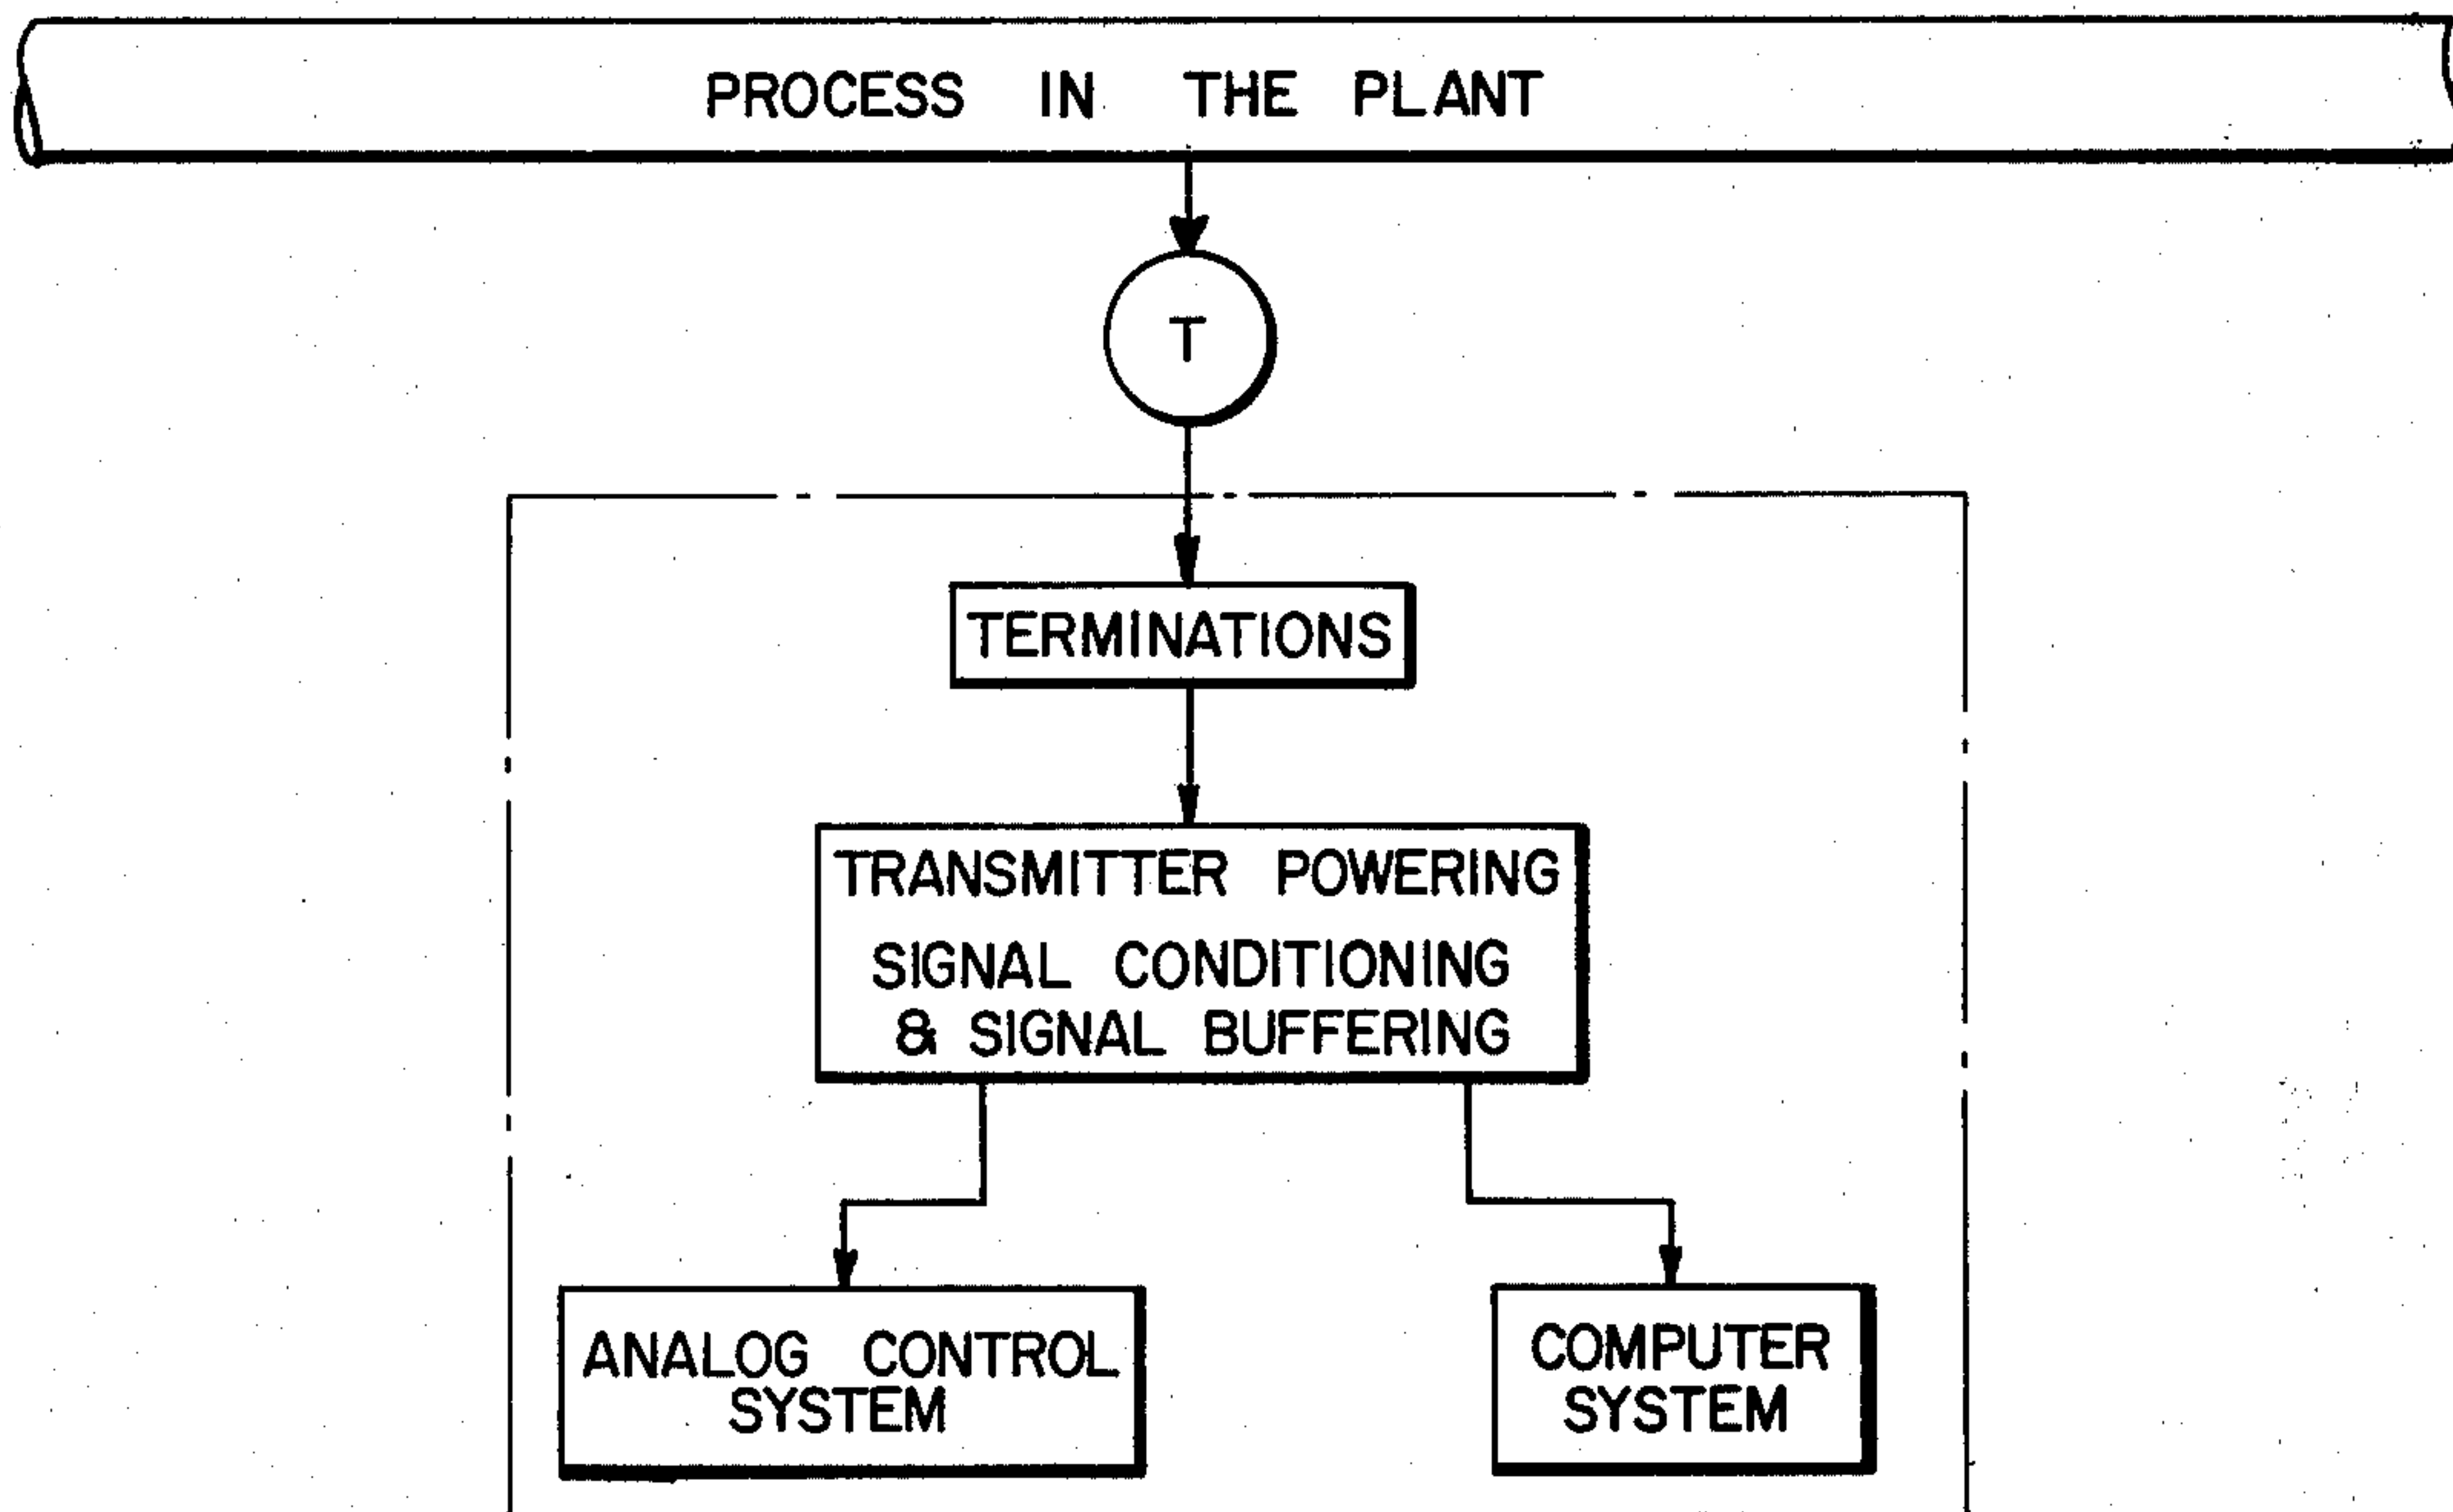 PROCESS IN THE PLANT
T
TERMINATIONS
TRANSMITTER POWERING
SIGNAL CONDITIONING
& SIGNAL BUFFERING
ANALOG CONTROL
SYSTEM
COMPUTER
SYSTEM